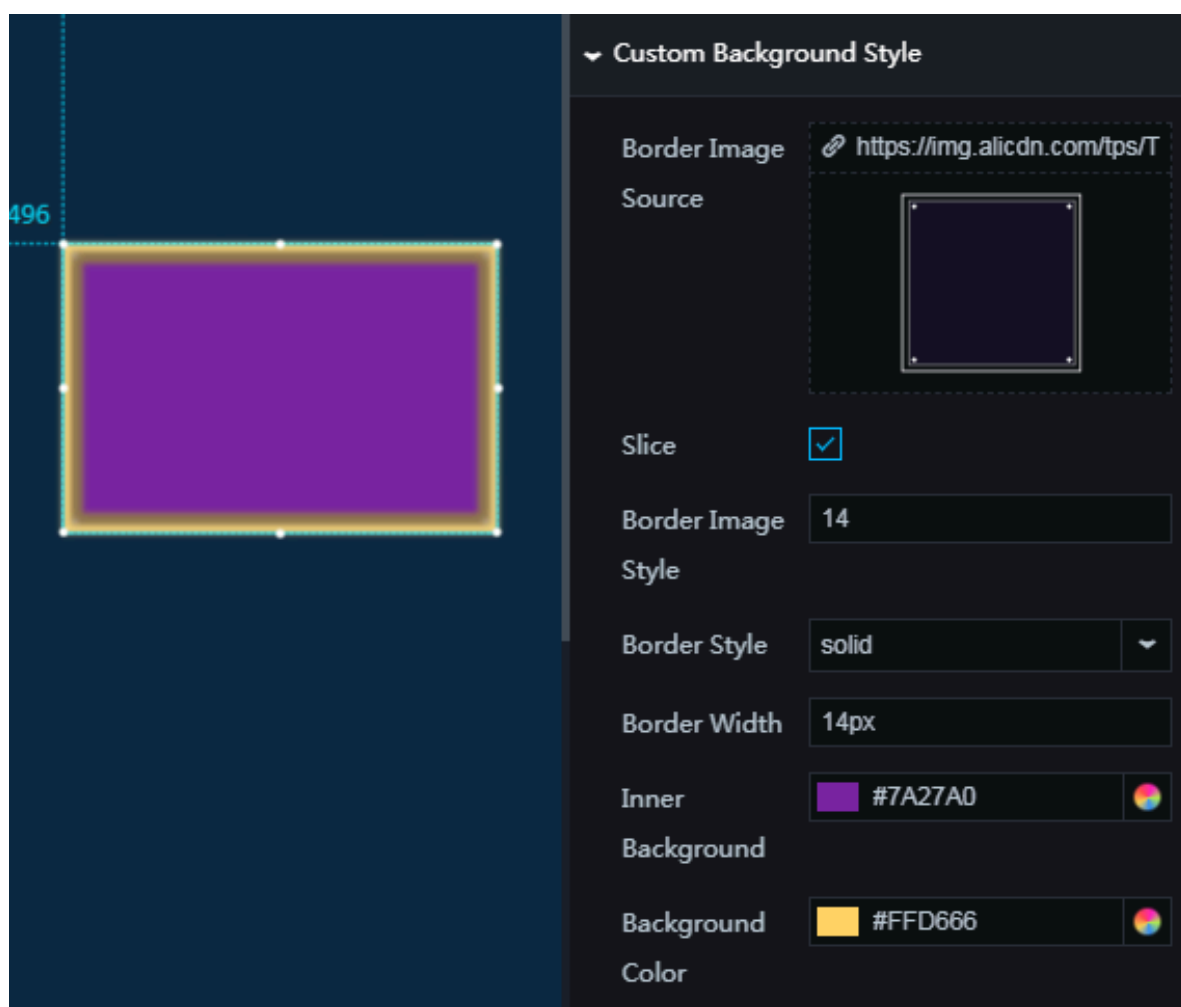 Custom Background Style
Border Image
Source
https://img.alicdn.com/tps/T
496
Slice
Border Image
Style
14
Border Style
solid
Border Width
14px
Inner
Background
#7A27A0
Background
Color
#FFD666